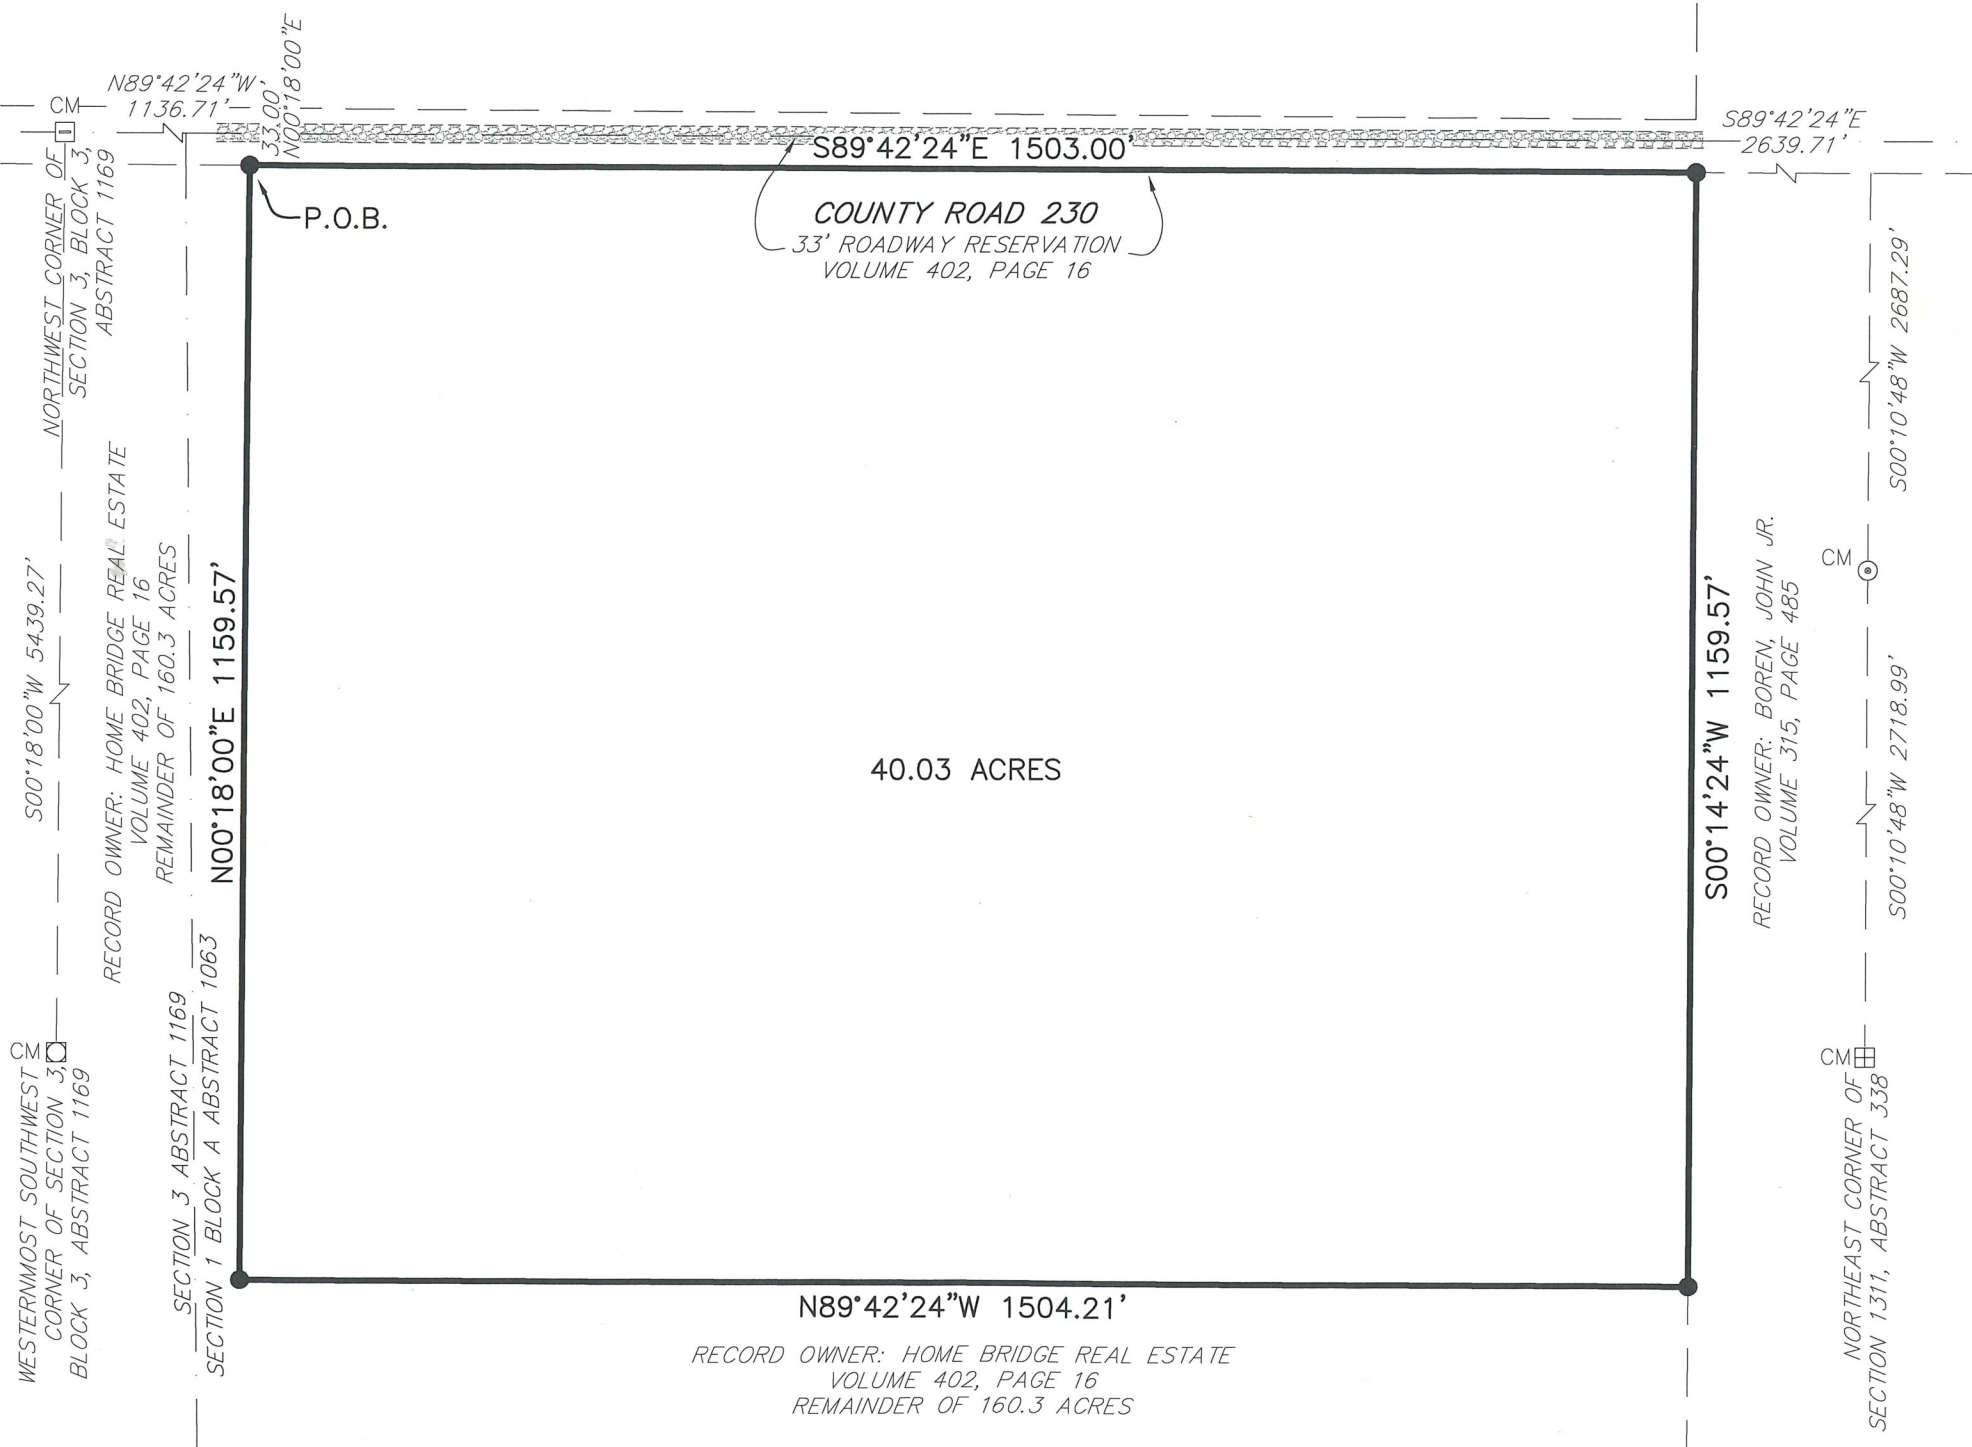 N89°42'24"W
1136.71'
CM
33.00'
N00°18'00"E
S89°42'24"E
2639.71'
S89°42'24"E 1503.00'
P.O.B.
COUNTY ROAD 230
33' ROADWAY RESERVATION
VOLUME 402, PAGE 16
NORTHWEST CORNER OF
SECTION 3, BLOCK 3,
ABSTRACT 1169
S00°18'00"W 5439.27'
RECORD OWNER: HOME BRIDGE REAL ESTATE
VOLUME 402, PAGE 16
REMAINDER OF 160.3 ACRES
N00°18'00"E 1159.57'
40.03 ACRES
S00°14'24"W 1159.57'
RECORD OWNER: BOREN, JOHN JR.
VOLUME 315, PAGE 485
S00°10'48"W 2687.29'
CM
S00°10'48"W 2718.99'
CM
WESTERNMOST SOUTHWEST
CORNER OF SECTION 3,
BLOCK 3, ABSTRACT 1169
SECTION 3 ABSTRACT 1169
SECTION 1 BLOCK A ABSTRACT 1063
CM
NORTHEAST CORNER OF
SECTION 1311, ABSTRACT 338
N89°42'24"W 1504.21'
RECORD OWNER: HOME BRIDGE REAL ESTATE
VOLUME 402, PAGE 16
REMAINDER OF 160.3 ACRES